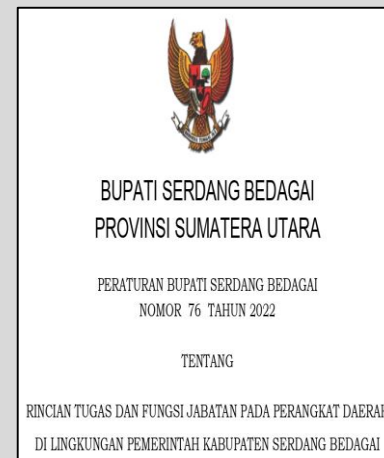 BUPATI SERDANG BEDAGAI
PROVINSI SUMATERA UTARA
PERATURAN BUPATI SERDANG BEDAGAI
NOMOR 76 TAHUN 2022
TENTANG
RINCIAN TUGAS DAN FUNGSI JABATAN PADA PERANGKAT DAERAH
DI LINGKUNGAN PEMERINTAH KABUPATEN SERDANG BEDAGAI